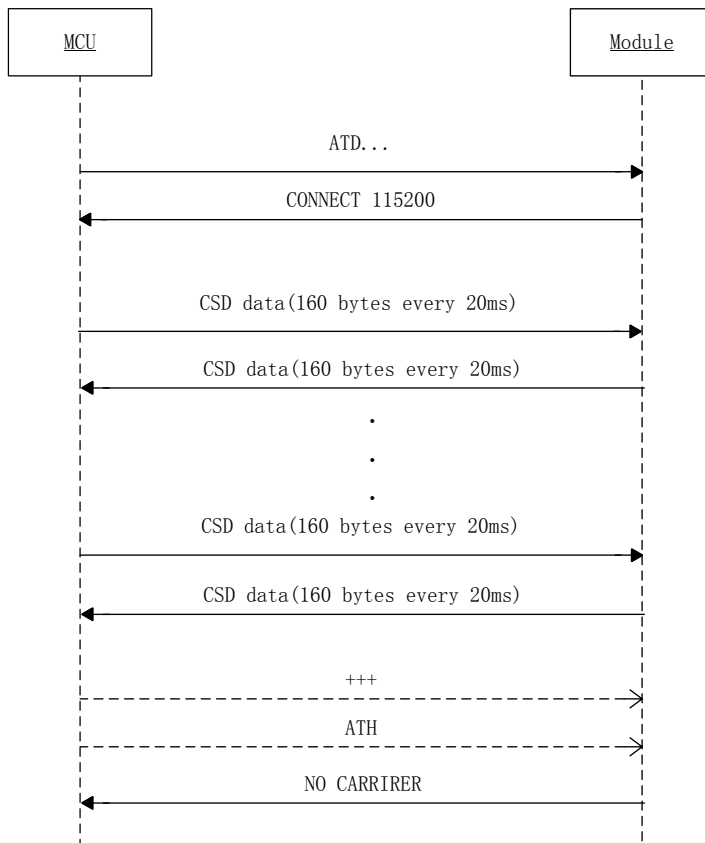 MCU
Module
ATD...
CONNECT 115200
CSD data(160 bytes every 20ms)
CSD data(160 bytes every 20ms)
.
.
.
CSD data(160 bytes every 20ms)
CSD data(160 bytes every 20ms)
+++
ATH
NO CARRIRER